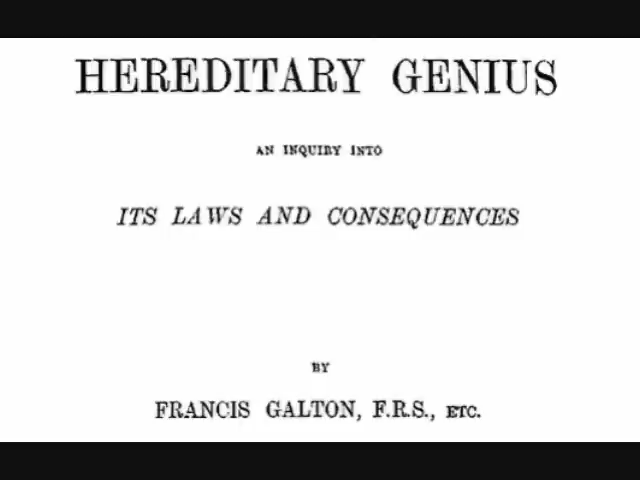 HEREDITARY GENIUS
AN INQUIRY INTO
ITS LAWS AND CONSEQUENCES
BY
FRANCIS GALTON, F.R.S., ETC.